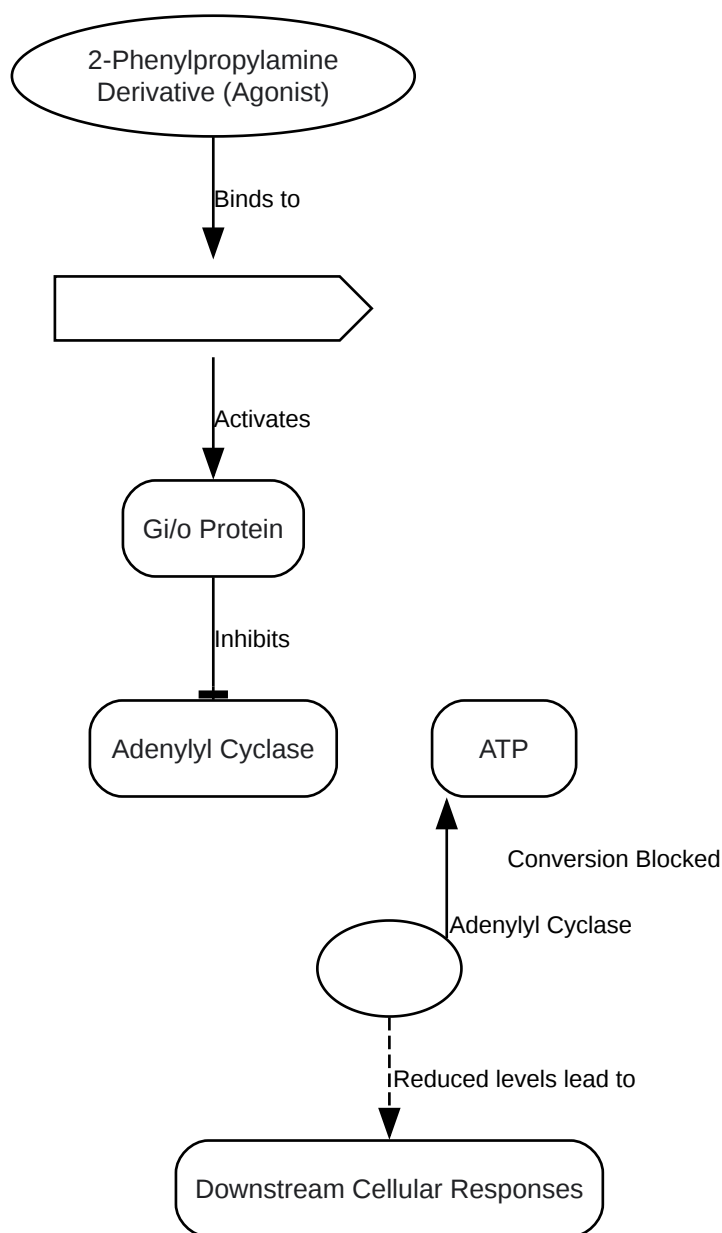 2-Phenylpropylamine
Derivative (Agonist)
Binds to
Activates
Gi/o Protein
Inhibits
Adenylyl Cyclase
ATP
Conversion Blocked
Adenylyl Cyclase
Reduced levels lead to
Downstream Cellular Responses